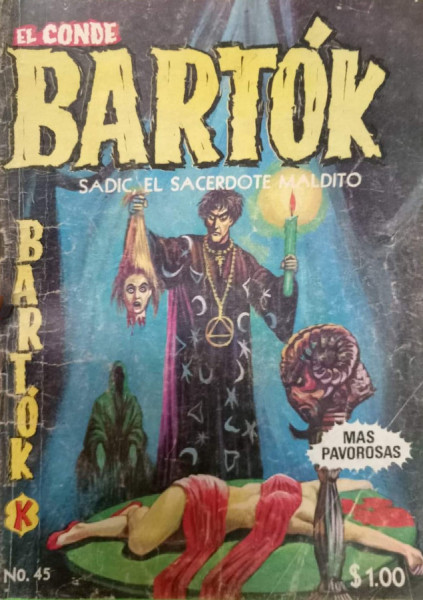 EL CONDE
BARTÓK
SADIC, EL SACERDOTE MALDITO
BARTÓK
K
MAS
PAVOROSAS
No. 45
$1.00